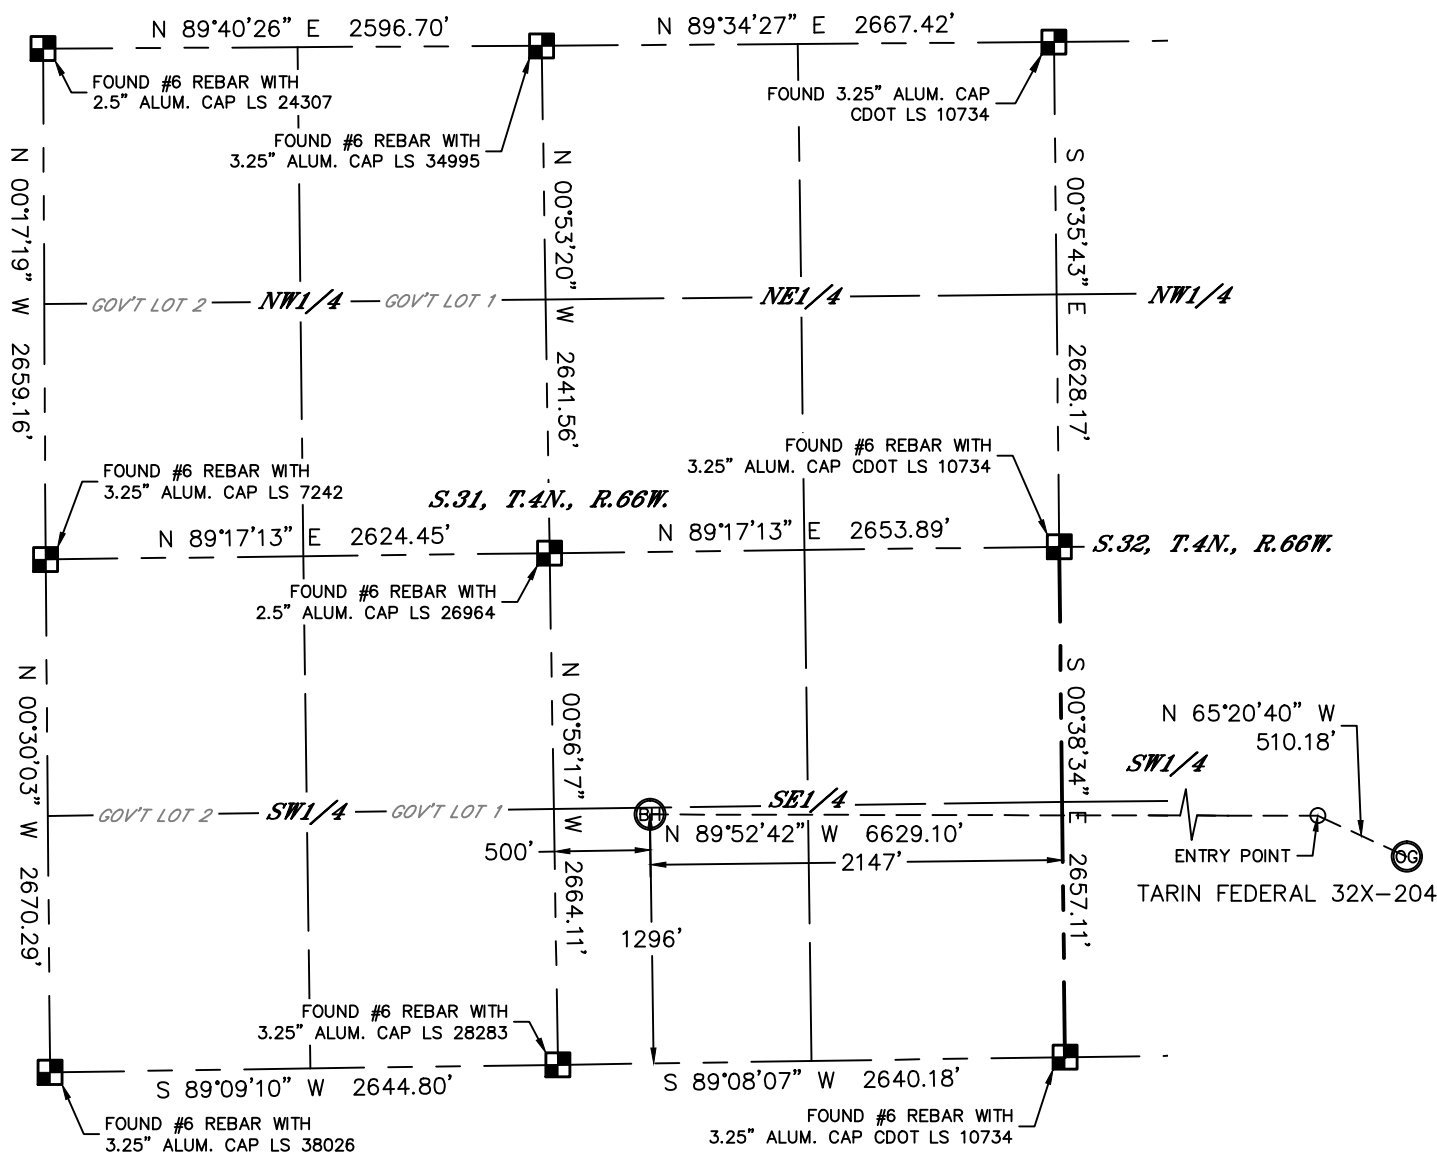 N 89°40'26" E 2596.70'
N 89°34'27" E 2667.42'
FOUND #6 REBAR WITH
2.5" ALUM. CAP LS 24307
FOUND #6 REBAR WITH
3.25" ALUM. CAP LS 34995
FOUND 3.25" ALUM. CAP
CDOT LS 10734
N 00°17'19" W 2659.16'
N 00°53'20" W 2641.56'
S 00°35'43" E 2628.17'
GOV'T LOT 2
NW1/4
GOV'T LOT 1
NE1/4
NW1/4
FOUND #6 REBAR WITH
3.25" ALUM. CAP LS 7242
FOUND #6 REBAR WITH
3.25" ALUM. CAP CDOT LS 10734
S.31, T.4N., R.66W.
N 89°17'13" E 2624.45'
N 89°17'13" E 2653.89'
S.32, T.4N., R.66W.
FOUND #6 REBAR WITH
2.5" ALUM. CAP LS 26964
N 00°30'03" W 2670.29'
N 00°56'17" W 2664.11'
S 00°38'34" E 2657.11'
N 65°20'40" W
510.18'
SW1/4
GOV'T LOT 2
SW1/4
GOV'T LOT 1
SE1/4
BH
N 89°52'42" W 6629.10'
500'
2147'
ENTRY POINT
OG
TARIN FEDERAL 32X-204
1296'
FOUND #6 REBAR WITH
3.25" ALUM. CAP LS 28283
S 89°09'10" W 2644.80'
S 89°08'07" W 2640.18'
FOUND #6 REBAR WITH
3.25" ALUM. CAP LS 38026
FOUND #6 REBAR WITH
3.25" ALUM. CAP CDOT LS 10734